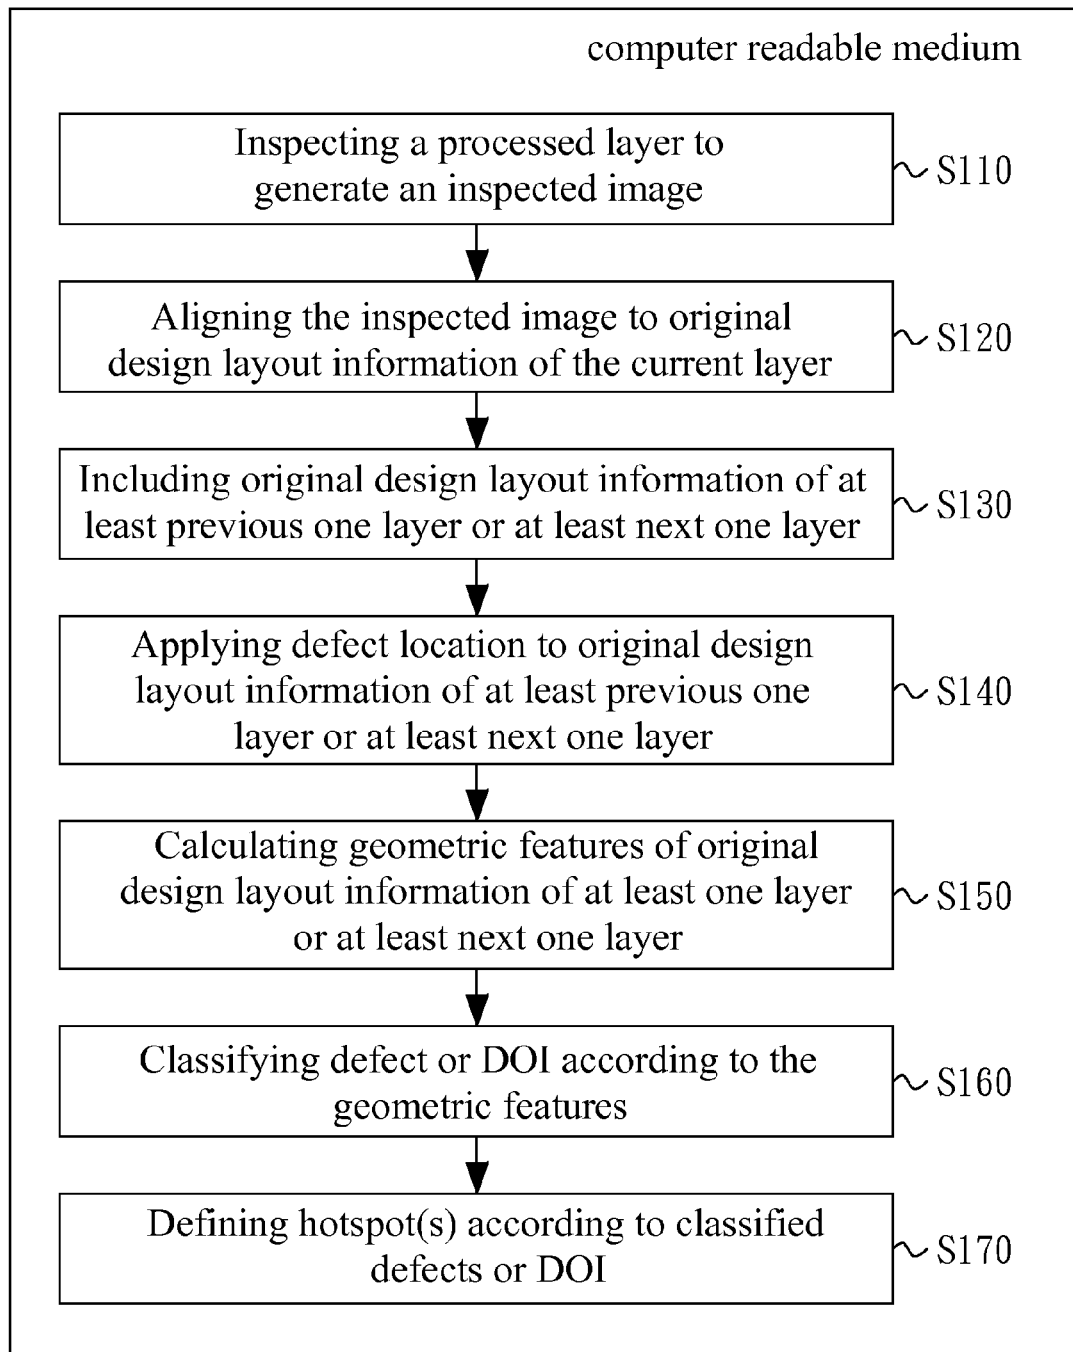 computer readable medium
Inspecting a processed layer to
generate an inspected image
S110
Aligning the inspected image to original
design layout information of the current layer
S120
Including original design layout information of at
least previous one layer or at least next one layer
S130
Applying defect location to original design
layout information of at least previous one
layer or at least next one layer
S140
Calculating geometric features of original
design layout information of at least one layer
or at least next one layer
S150
Classifying defect or DOI according to the
geometric features
S160
Defining hotspot(s) according to classified
defects or DOI
S170